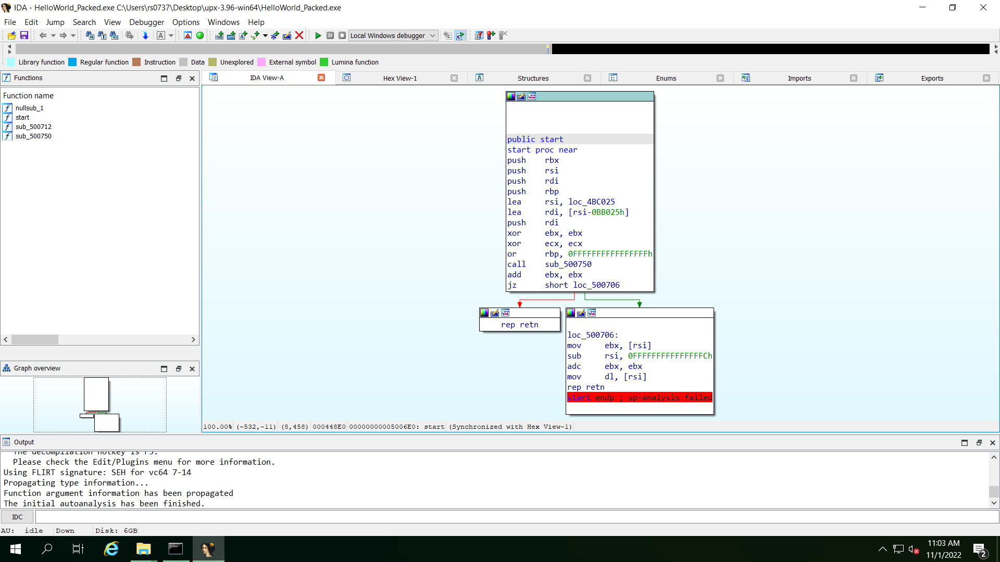 IDA - HelloWorld_Packed.exe C:\Users\rs0737\Desktop\upx-3.96-win64\HelloWorld_Packed.exe
File Edit Jump Search View Debugger Options Windows Help
Local Windows debugger
Library function Regular function Instruction Data Unexplored External symbol Lumina function
Functions
IDA View-A
Hex View-1
Structures
Enums
Imports
Exports
Function name
nullsub_1
start
sub_500712
sub_500750
public start
start proc near
push rbx
push rsi
push rdi
push rbp
lea rsi, loc_4BC025
lea rdi, [rsi-0BB025h]
push rdi
xor ebx, ebx
xor ecx, ecx
or rbp, 0FFFFFFFFFFFFFFFFh
call sub_500750
add ebx, ebx
jz short loc_500706
rep retn
loc_500706:
mov ebx, [rsi]
sub rsi, 0FFFFFFFFFFFFFFFCh
adc ebx, ebx
mov dl, [rsi]
rep retn
start endp ; sp-analysis failed
Graph overview
100.00% (-532,-11) (8,458) 000448E0 00000000005006E0: start (Synchronized with Hex View-1)
Output
The decompilation hotkey is F5.
Please check the Edit/Plugins menu for more information.
Using FLIRT signature: SEH for vc64 7-14
Propagating type information...
Function argument information has been propagated
The initial autoanalysis has been finished.
IDC
AU: idle Down Disk: 6GB
11:03 AM
11/1/2022
2